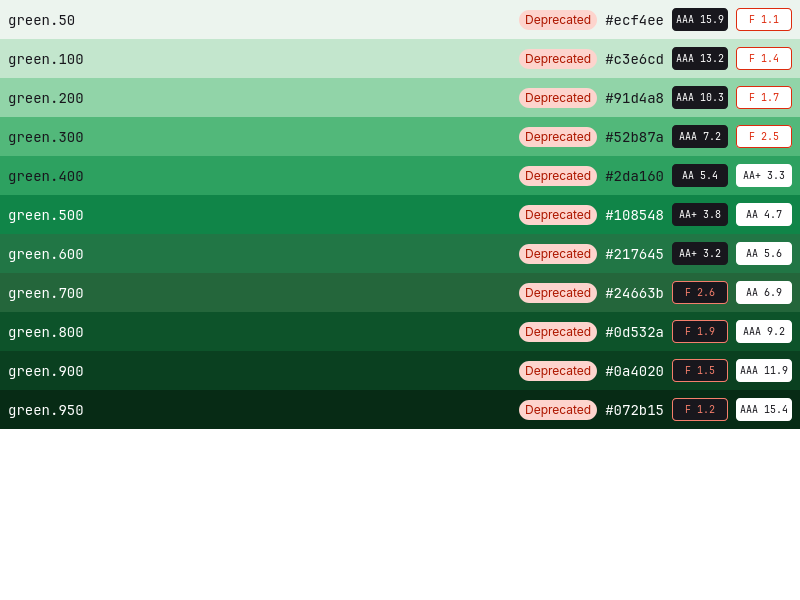 green.50 Deprecated #ecf4ee AAA 15.9 F 1.1
green.100 Deprecated #c3e6cd AAA 13.2 F 1.4
green.200 Deprecated #91d4a8 AAA 10.3 F 1.7
green.300 Deprecated #52b87a AAA 7.2 F 2.5
green.400 Deprecated #2da160 AA 5.4 AA+ 3.3
green.500 Deprecated #108548 AA+ 3.8 AA 4.7
green.600 Deprecated #217645 AA+ 3.2 AA 5.6
green.700 Deprecated #24663b F 2.6 AA 6.9
green.800 Deprecated #0d532a F 1.9 AAA 9.2
green.900 Deprecated #0a4020 F 1.5 AAA 11.9
green.950 Deprecated #072b15 F 1.2 AAA 15.4